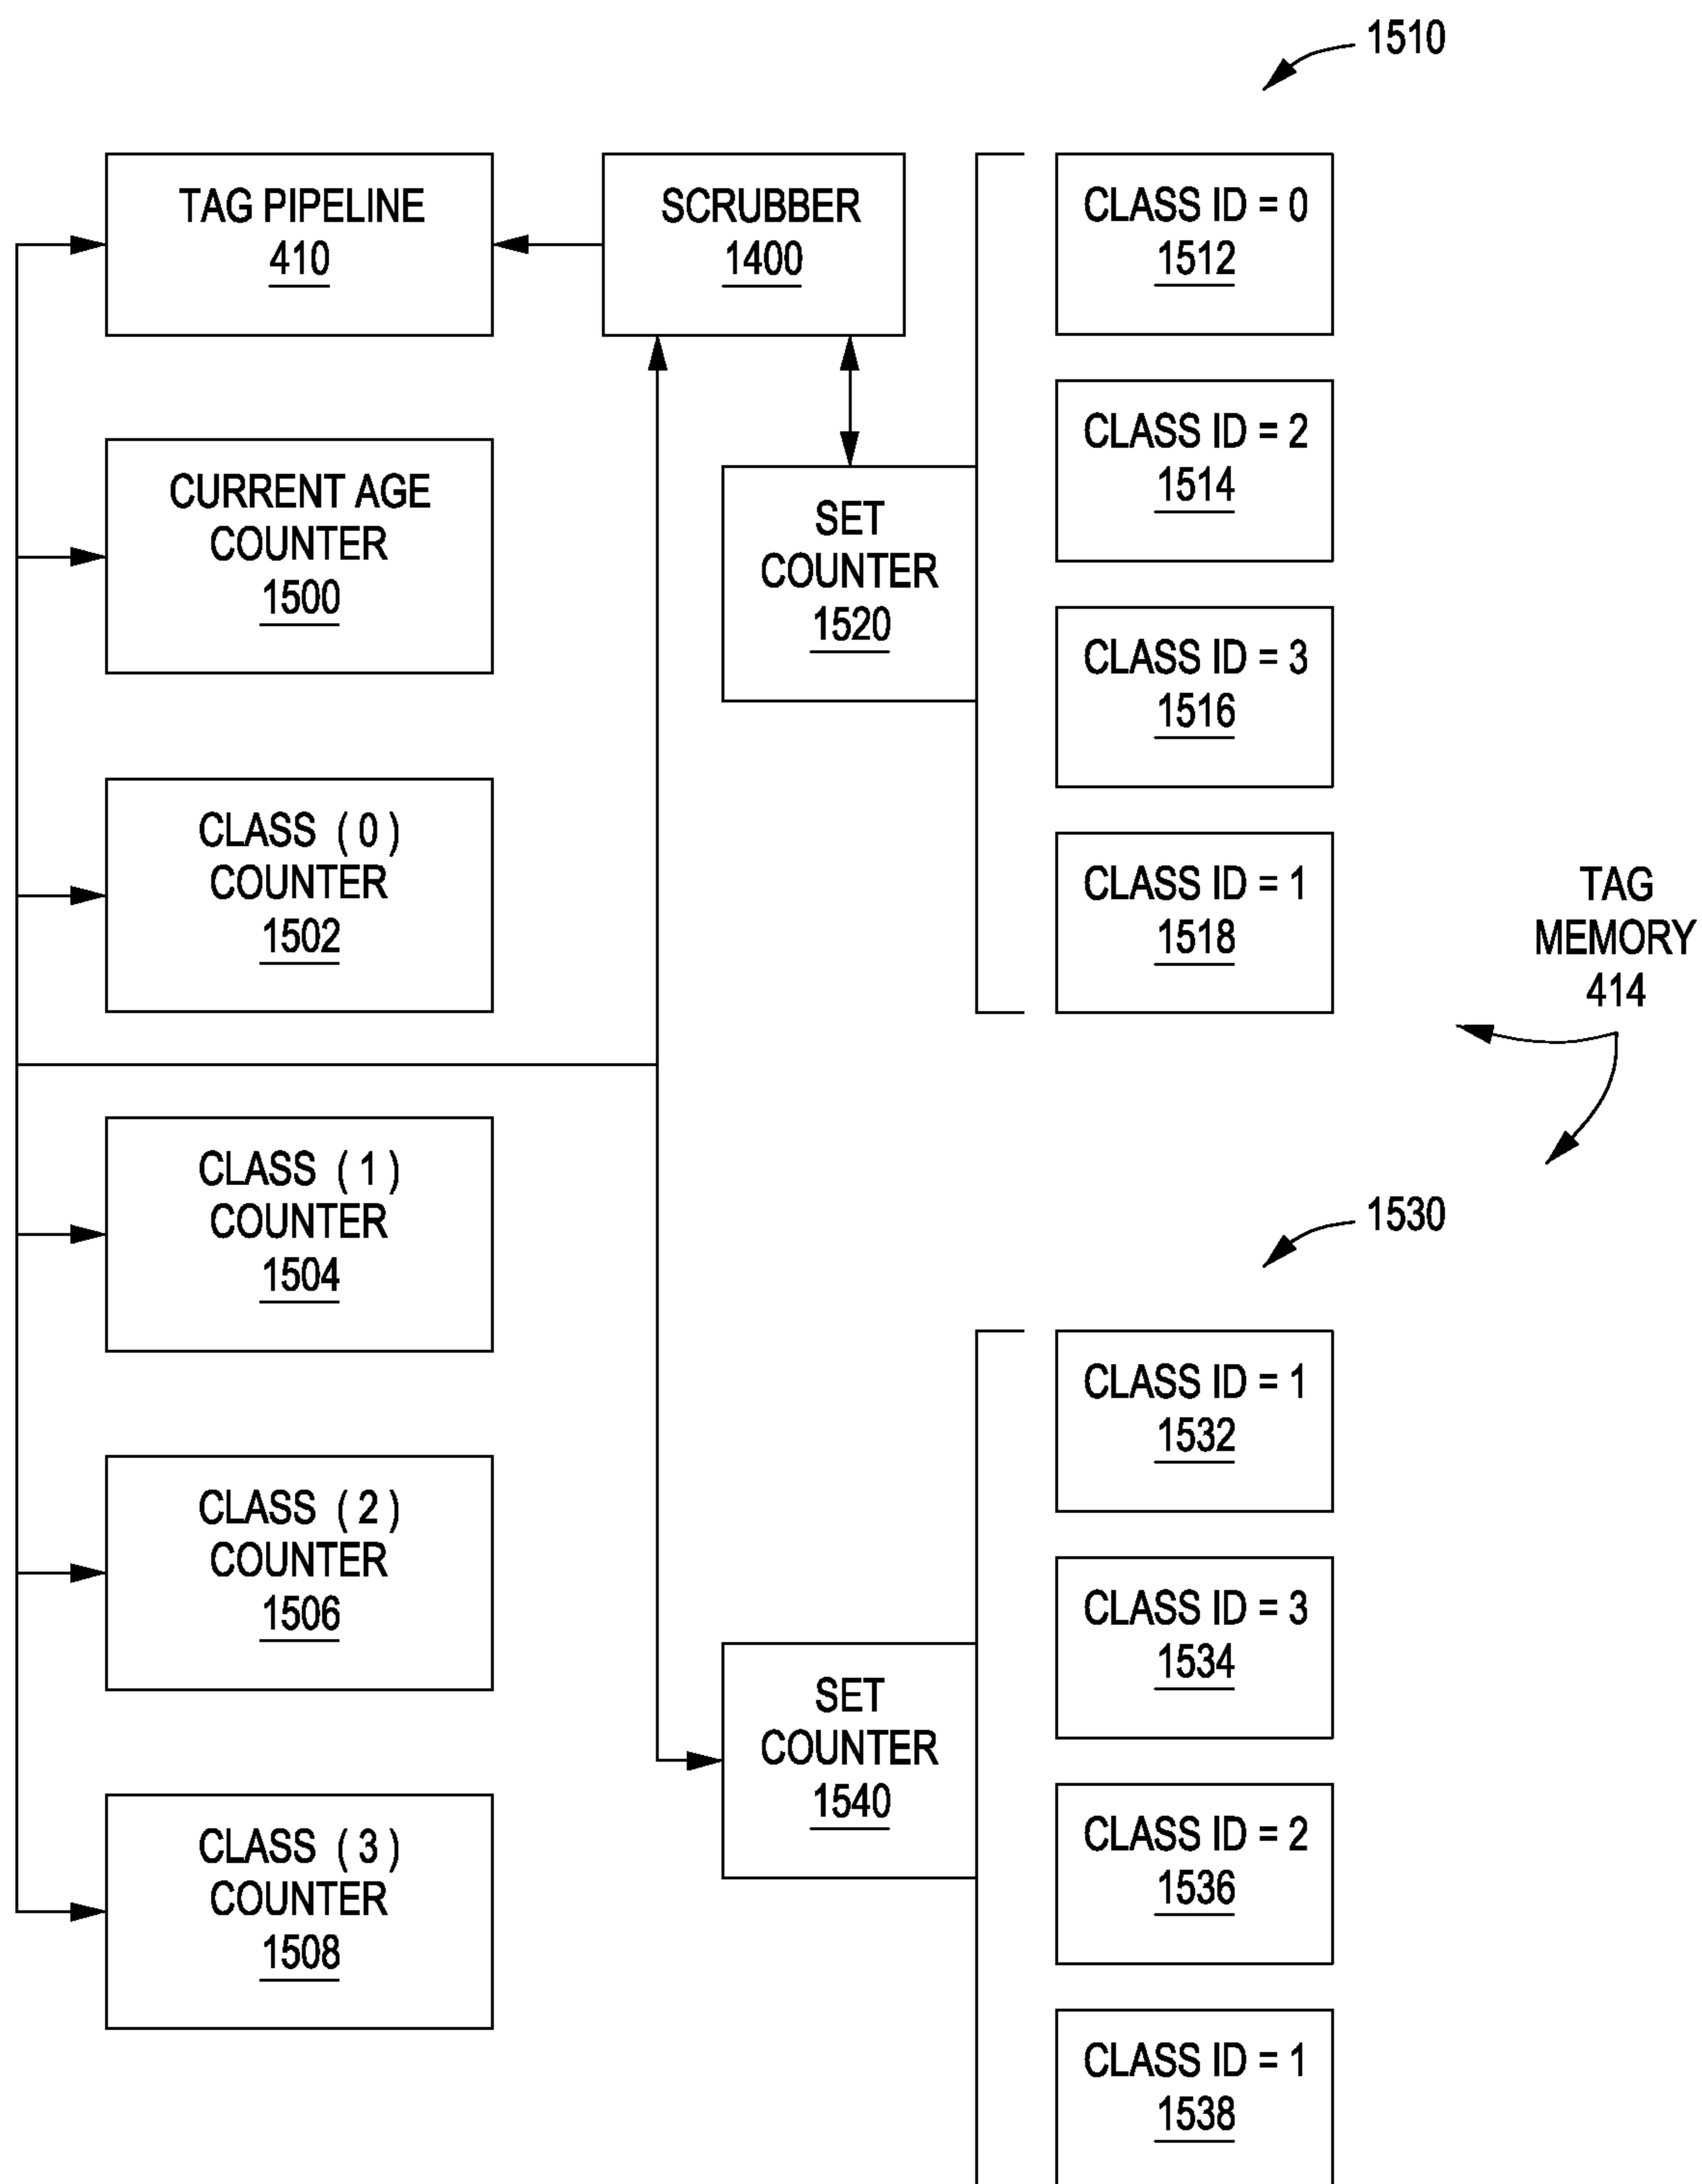 1510
TAG PIPELINE
410
SCRUBBER
1400
CLASS ID = 0
1512
CURRENT AGE
COUNTER
1500
SET
COUNTER
1520
CLASS ID = 2
1514
CLASS ID = 3
1516
CLASS ( 0 )
COUNTER
1502
CLASS ID = 1
1518
TAG
MEMORY
414
CLASS ( 1 )
COUNTER
1504
1530
CLASS ID = 1
1532
CLASS ( 2 )
COUNTER
1506
CLASS ID = 3
1534
SET
COUNTER
1540
CLASS ( 3 )
COUNTER
1508
CLASS ID = 2
1536
CLASS ID = 1
1538